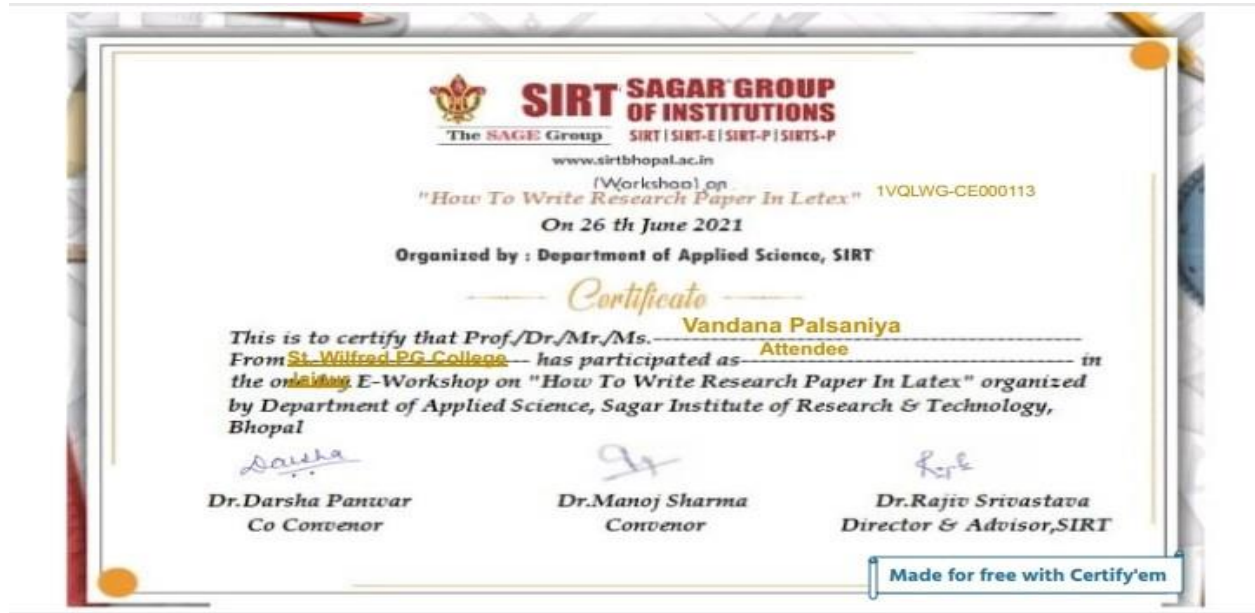 SIRT SAGAR GROUP
OF INSTITUTIONS
The SAGE Group SIRT | SIRT-E | SIRT-P | SIRTS-P
www.sirtbhopal.ac.in
(Workshop) on
"How To Write Research Paper In Letex" 1VQLWG-CE000113
On 26 th June 2021
Organized by : Department of Applied Science, SIRT
Certificate
This is to certify that Prof./Dr./Mr./Ms. Vandana Palsaniya
From St. Wilfred PG College has participated as Attendee in
the one day Jaipur E-Workshop on "How To Write Research Paper In Latex" organized
by Department of Applied Science, Sagar Institute of Research & Technology,
Bhopal
Darsha
Dr.Darsha Panwar Dr.Manoj Sharma Dr.Rajiv Srivastava
Co Convenor Convenor Director & Advisor,SIRT
Made for free with Certify'em